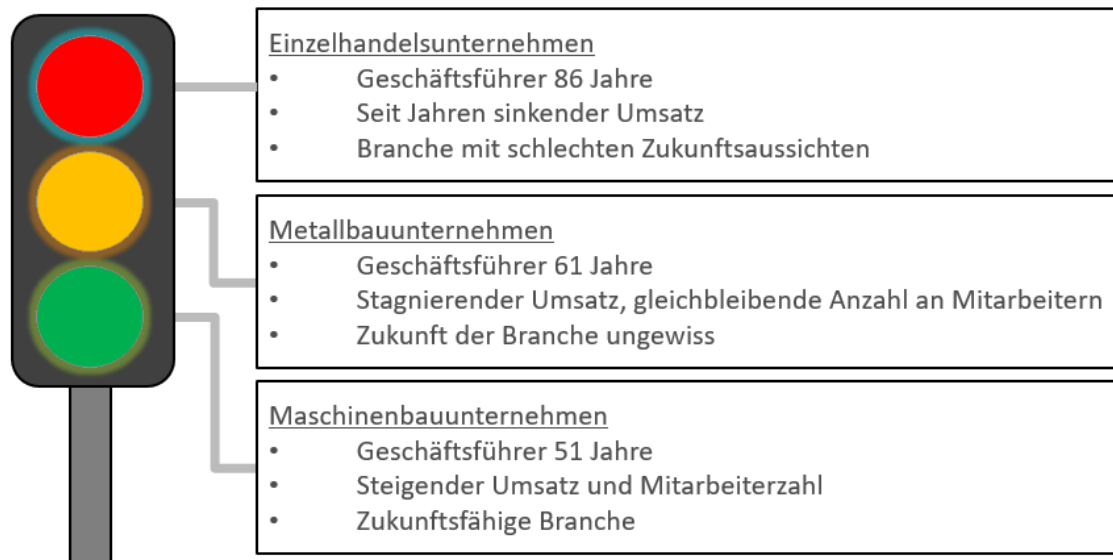 Einzelhandelsunternehmen
• Geschäftsführer 86 Jahre
• Seit Jahren sinkender Umsatz
• Branche mit schlechten Zukunftsaussichten
Metallbauunternehmen
• Geschäftsführer 61 Jahre
• Stagnierender Umsatz, gleichbleibende Anzahl an Mitarbeitern
• Zukunft der Branche ungewiss
Maschinenbauunternehmen
• Geschäftsführer 51 Jahre
• Steigender Umsatz und Mitarbeiterzahl
• Zukunftsfähige Branche